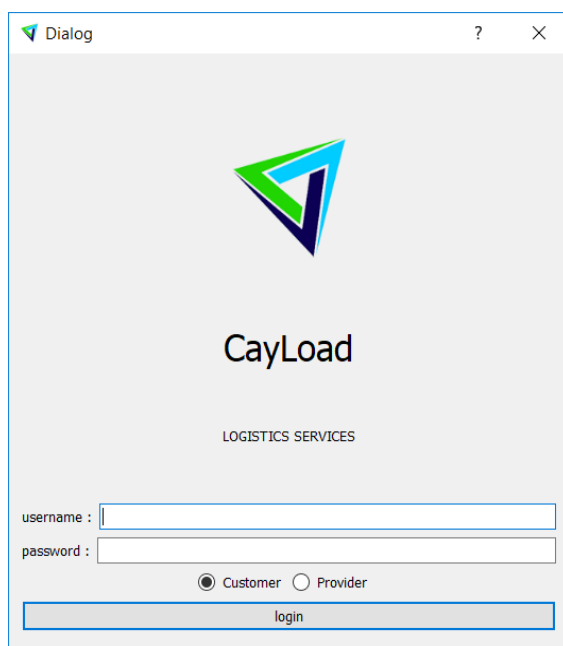 Dialog ?
CayLoad
LOGISTICS SERVICES
username :
password :
Customer Provider
login